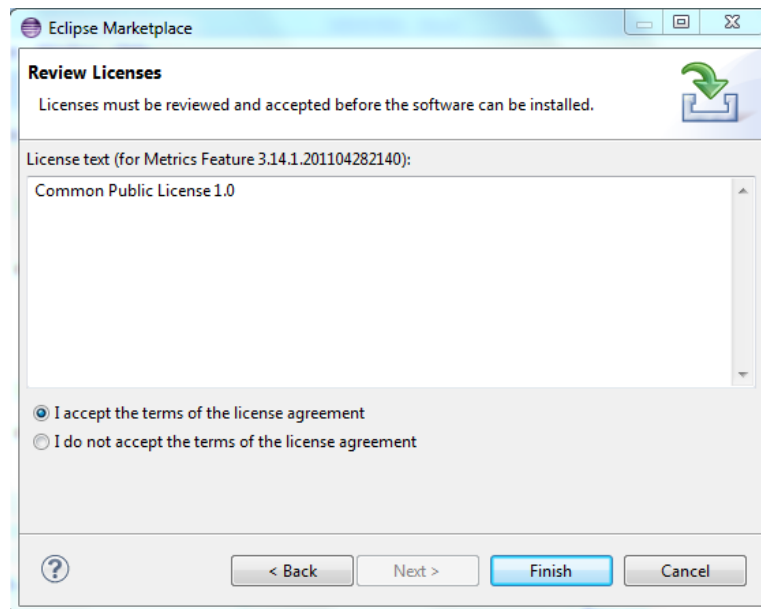 Eclipse Marketplace
Review Licenses
Licenses must be reviewed and accepted before the software can be installed.
License text (for Metrics Feature 3.14.1.201104282140):
Common Public License 1.0
I accept the terms of the license agreement
I do not accept the terms of the license agreement
? < Back Next > Finish Cancel